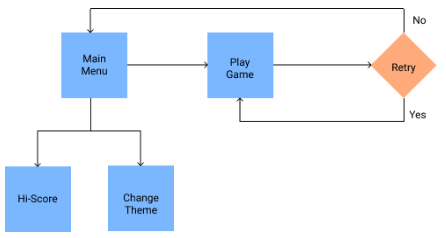 No
Main
Menu
Play
Game
Retry
Yes
Hi-Score
Change
Theme